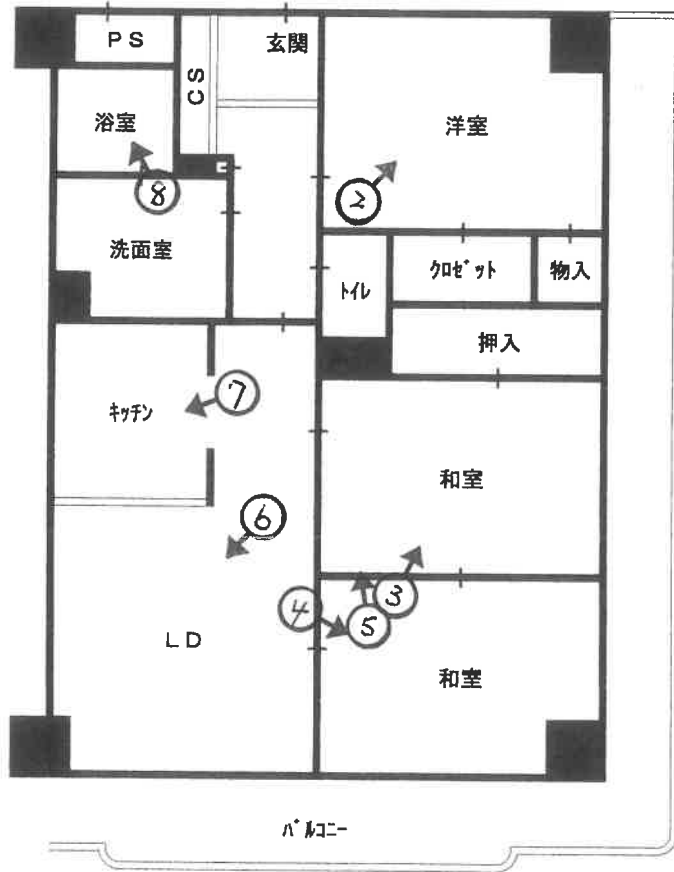 PS
CS
玄関
浴室
洋室
⑧
②
洗面室
トイレ
クロゼット
物入
押入
キッチン
⑦
和室
⑥
④
⑤
③
LD
和室
バルコニー